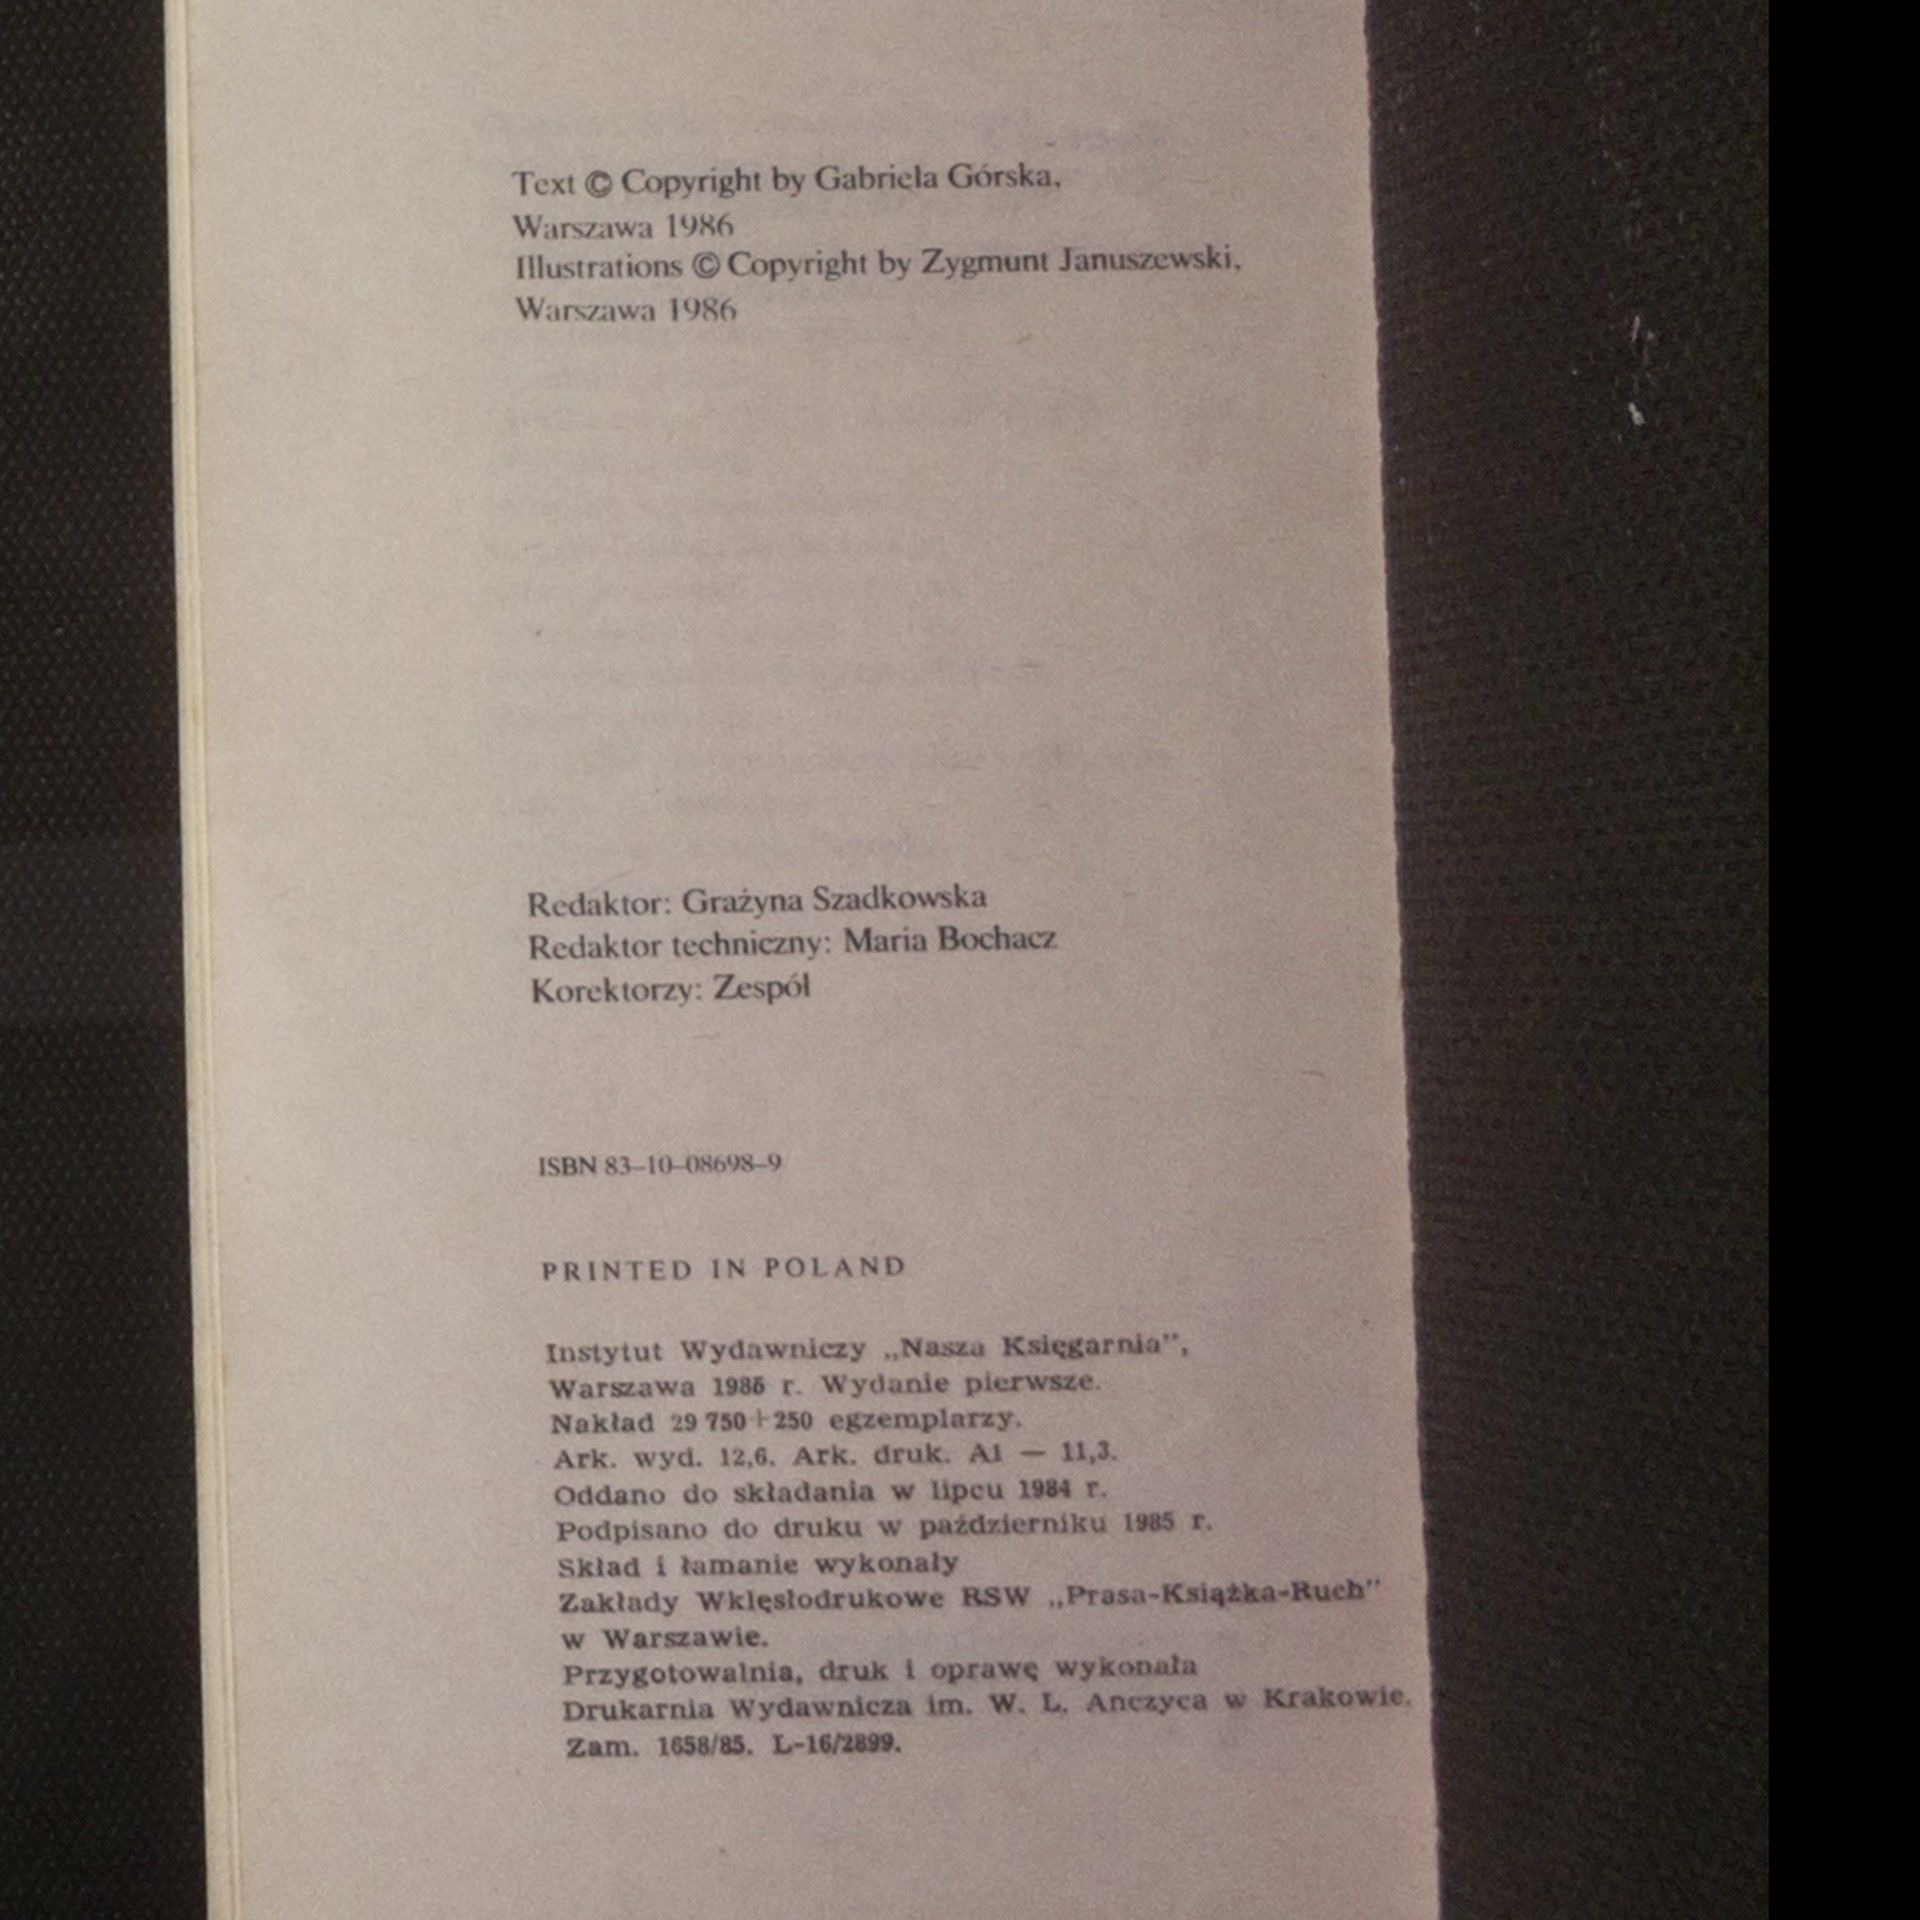 Text © Copyright by Gabriela Górska,
Warszawa 1986
Illustrations © Copyright by Zygmunt Januszewski,
Warszawa 1986
Redaktor: Grażyna Szadkowska
Redaktor techniczny: Maria Bochacz
Korektorzy: Zespół
ISBN 83–10–08698–9
PRINTED IN POLAND
Instytut Wydawniczy „Nasza Księgarnia”,
Warszawa 1986 r. Wydanie pierwsze.
Nakład 29 750+250 egzemplarzy.
Ark. wyd. 12,6. Ark. druk. A1 — 11,3.
Oddano do składania w lipcu 1984 r.
Podpisano do druku w październiku 1985 r.
Skład i łamanie wykonały
Zakłady Wklęsłodrukowe RSW „Prasa-Książka-Ruch”
w Warszawie.
Przygotowalnia, druk i oprawę wykonała
Drukarnia Wydawnicza im. W. L. Anczyca w Krakowie.
Zam. 1658/85. L-16/2899.